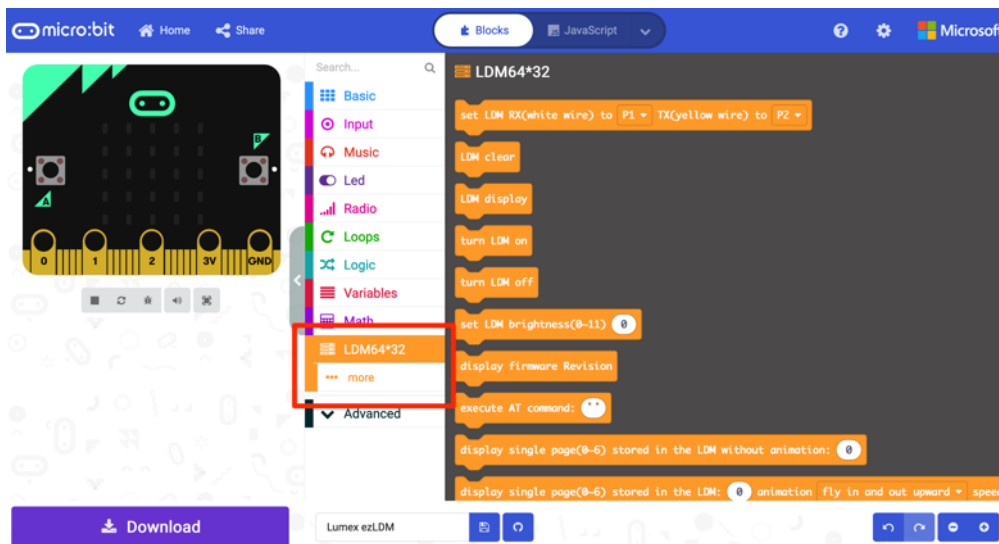 micro:bit Home Share Blocks JavaScript Microsoft
Search...
Basic
Input
Music
Led
Radio
Loops
Logic
Variables
Math
LDM64*32
more
Advanced
A
B
0 1 2 3V GND
LDM64*32
set LDM RX(white wire) to P1 TX(yellow wire) to P2
LDM clear
LDM display
turn LDM on
turn LDM off
set LDM brightness(0~11) 0
display firmware Revision
execute AT command: " "
display single page(0~6) stored in the LDM without animation: 0
display single page(0~6) stored in the LDM: 0 animation fly in and out upward spee
Download
Lumex ezLDM